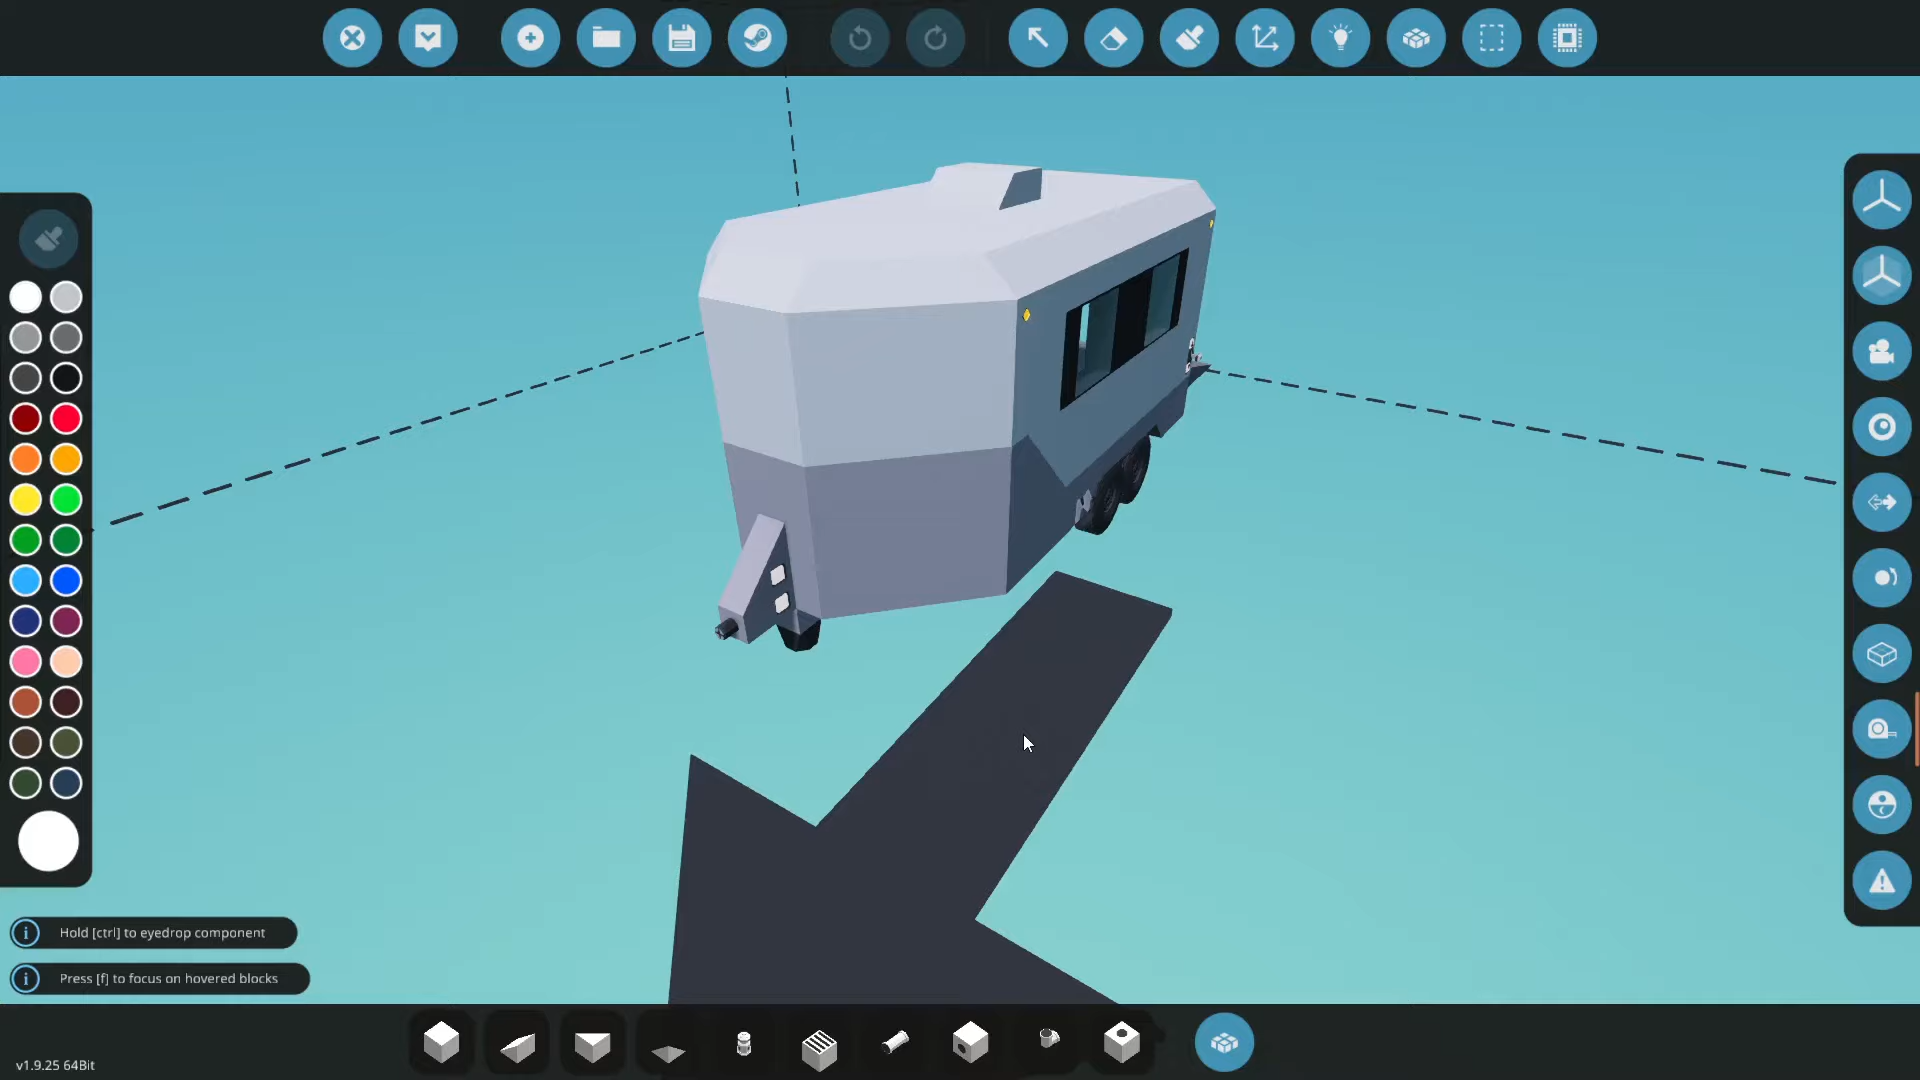 Hold [ctrl] to eyedrop component
Press [f] to focus on hovered blocks
v1.9.25 64Bit